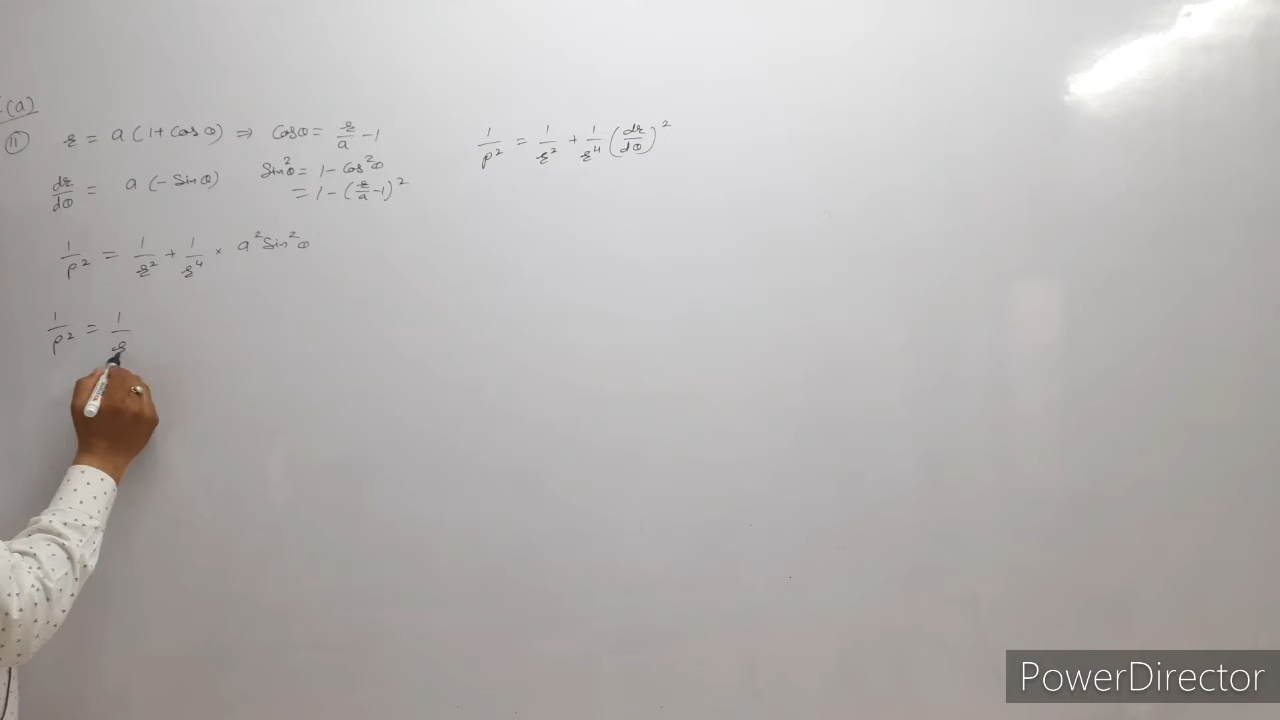 (a)
(11) r = a (1 + Cosθ) ⇒ Cosθ = r/a - 1
1/p² = 1/r² + 1/r⁴ (dr/dθ)²
dr/dθ = a (- Sinθ)
Sin²θ = 1 - Cos²θ
= 1 - (r/a - 1)²
1/p² = 1/r² + 1/r⁴ × a² Sin²θ
1/p² = 1/r
PowerDirector